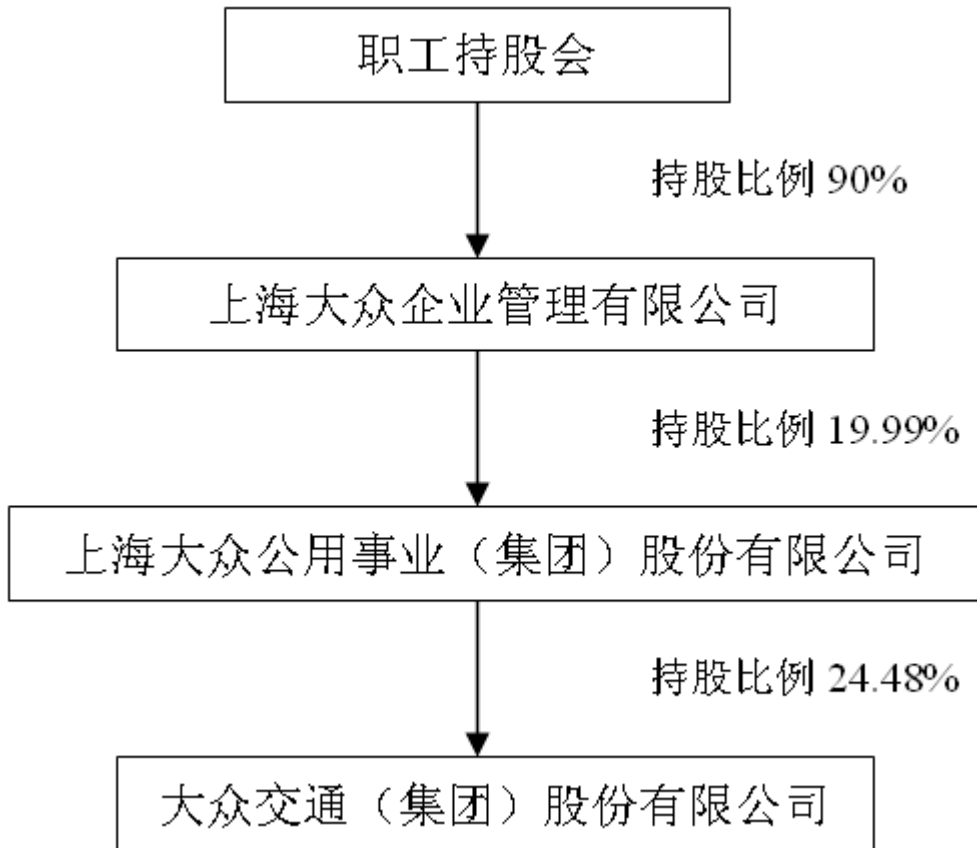 职工持股会
持股比例 90%
上海大众企业管理有限公司
持股比例 19.99%
上海大众公用事业（集团）股份有限公司
持股比例 24.48%
大众交通（集团）股份有限公司